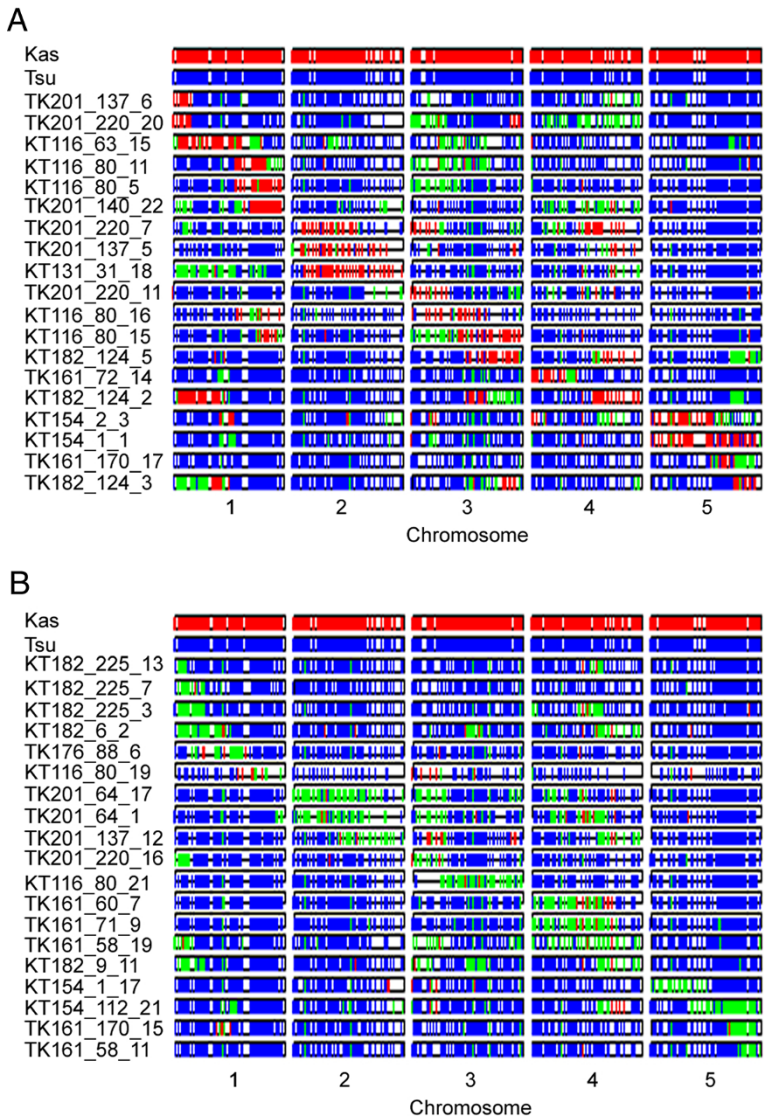 A
Kas
Tsu
TK201_137_6
TK201_220_20
KT116_63_15
KT116_80_11
KT116_80_5
TK201_140_22
TK201_220_7
TK201_137_5
KT131_31_18
TK201_220_11
KT116_80_16
KT116_80_15
KT182_124_5
TK161_72_14
KT182_124_2
KT154_2_3
KT154_1_1
TK161_170_17
TK182_124_3
1 2 3 4 5
Chromosome
B
Kas
Tsu
KT182_225_13
KT182_225_7
KT182_225_3
KT182_6_2
TK176_88_6
KT116_80_19
TK201_64_17
TK201_64_1
TK201_137_12
TK201_220_16
KT116_80_21
TK161_60_7
TK161_71_9
TK161_58_19
KT182_9_11
KT154_1_17
KT154_112_21
TK161_170_15
TK161_58_11
1 2 3 4 5
Chromosome